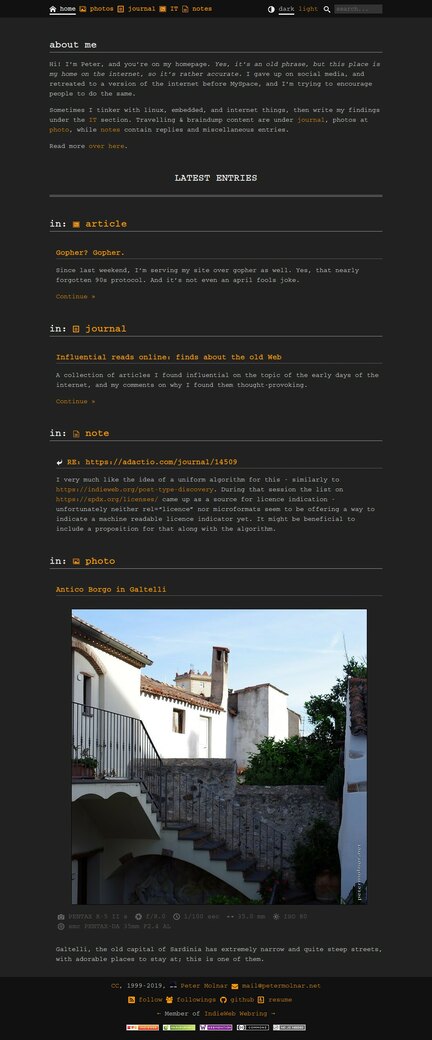 home photos journal IT notes dark light search...
about me
Hi! I'm Peter, and you're on my homepage. Yes, it's an old phrase, but this place is
my home on the internet, so it's rather accurate. I gave up on social media, and
retreated to a version of the internet before MySpace, and I'm trying to encourage
people to do the same.
Sometimes I tinker with linux, embedded, and internet things, then write my findings
under the IT section. Travelling & braindump content are under journal, photos at
photo, while notes contain replies and miscellaneous entries.
Read more over here.
LATEST ENTRIES
in: article
Gopher? Gopher.
Since last weekend, I'm serving my site over gopher as well. Yes, that nearly
forgotten 90s protocol. And it's not even an april fools joke.
Continue »
in: journal
Influential reads online: finds about the old Web
A collection of articles I found influential on the topic of the early days of the
internet, and my comments on why I found them thought-provoking.
Continue »
in: note
RE: https://adactio.com/journal/14509
I very much like the idea of a uniform algorithm for this - similarly to
https://indieweb.org/post-type-discovery. During that session the list on
https://spdx.org/licenses/ came up as a source for licence indication -
unfortunately neither rel="licence" nor microformats seem to be offering a way to
indicate a machine readable licence indicator yet. It might be beneficial to
include a proposition for that along with the algorithm.
in: photo
Antico Borgo in Galtelli
petermolnar.net
PENTAX K-5 II s f/8.0 1/100 sec 35.0 mm ISO 80
smc PENTAX-DA 35mm F2.4 AL
Galtelli, the old capital of Sardinia has extremely narrow and quite steep streets,
with adorable places to stay at; this is one of them.
CC, 1999-2019, Peter Molnar mail@petermolnar.net
follow followings github resume
← Member of IndieWeb Webring →